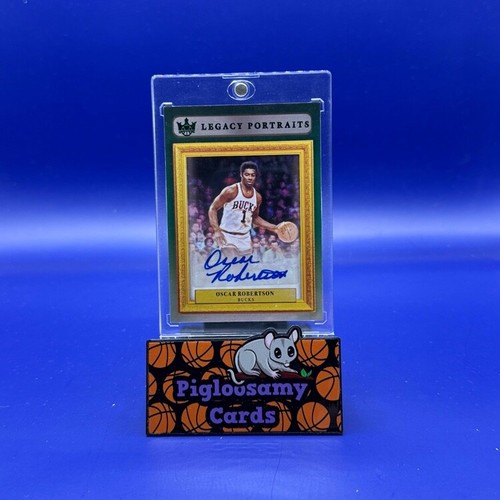 LEGACY PORTRAITS
BUCKS
1
Oscar
Robertson
OSCAR ROBERTSON
BUCKS
Pigloosamy
Cards